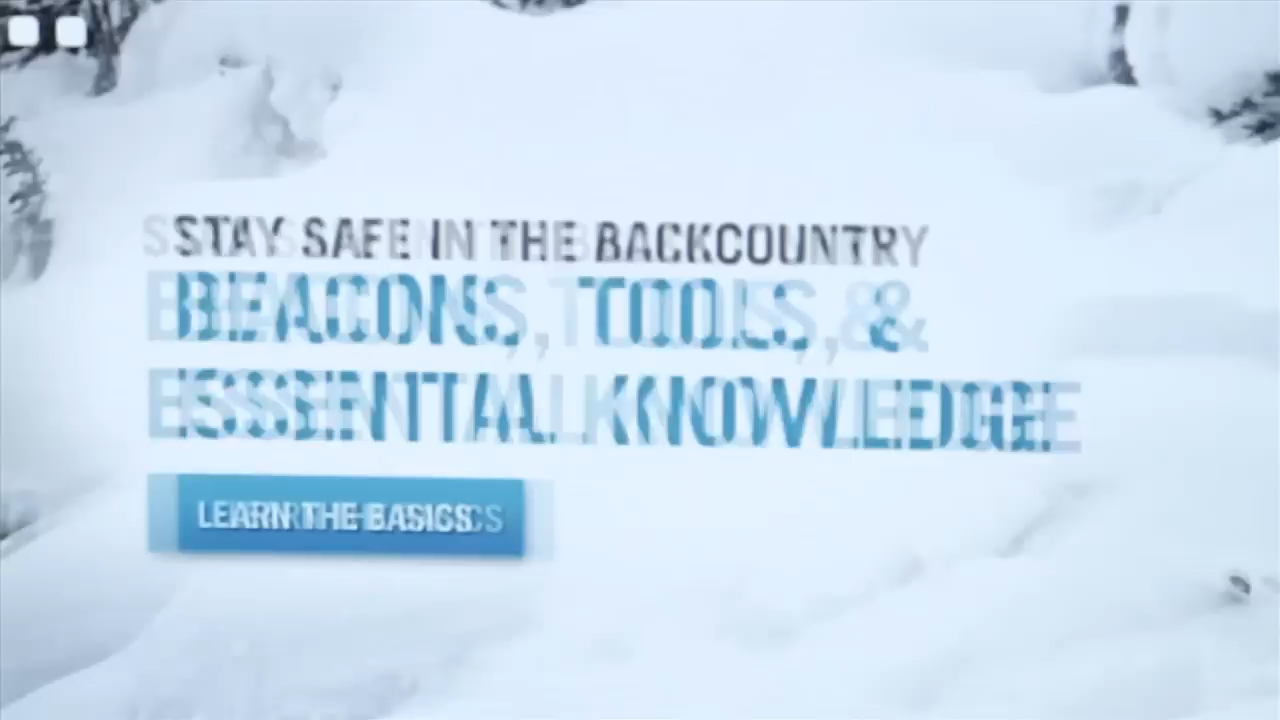 STAY SAFE IN THE BACKCOUNTRY
BEACONS, TOOLS, &
ESSENTIAL KNOWLEDGE
LEARN THE BASICS